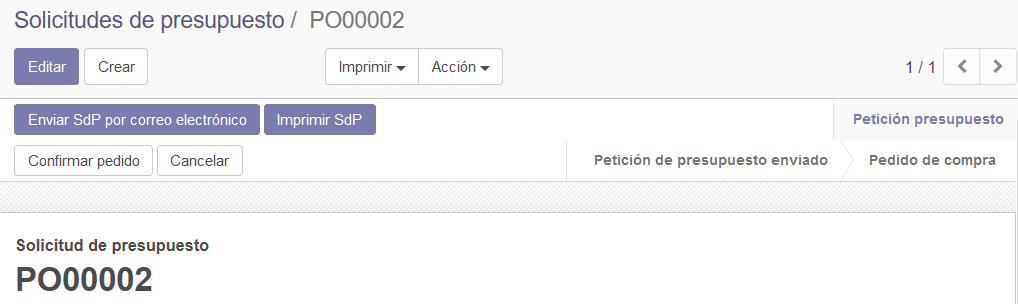 Solicitudes de presupuesto / PO00002
Editar Crear Imprimir Acción 1 / 1
Enviar SdP por correo electrónico Imprimir SdP Petición presupuesto
Confirmar pedido Cancelar Petición de presupuesto enviado Pedido de compra
Solicitud de presupuesto
PO00002